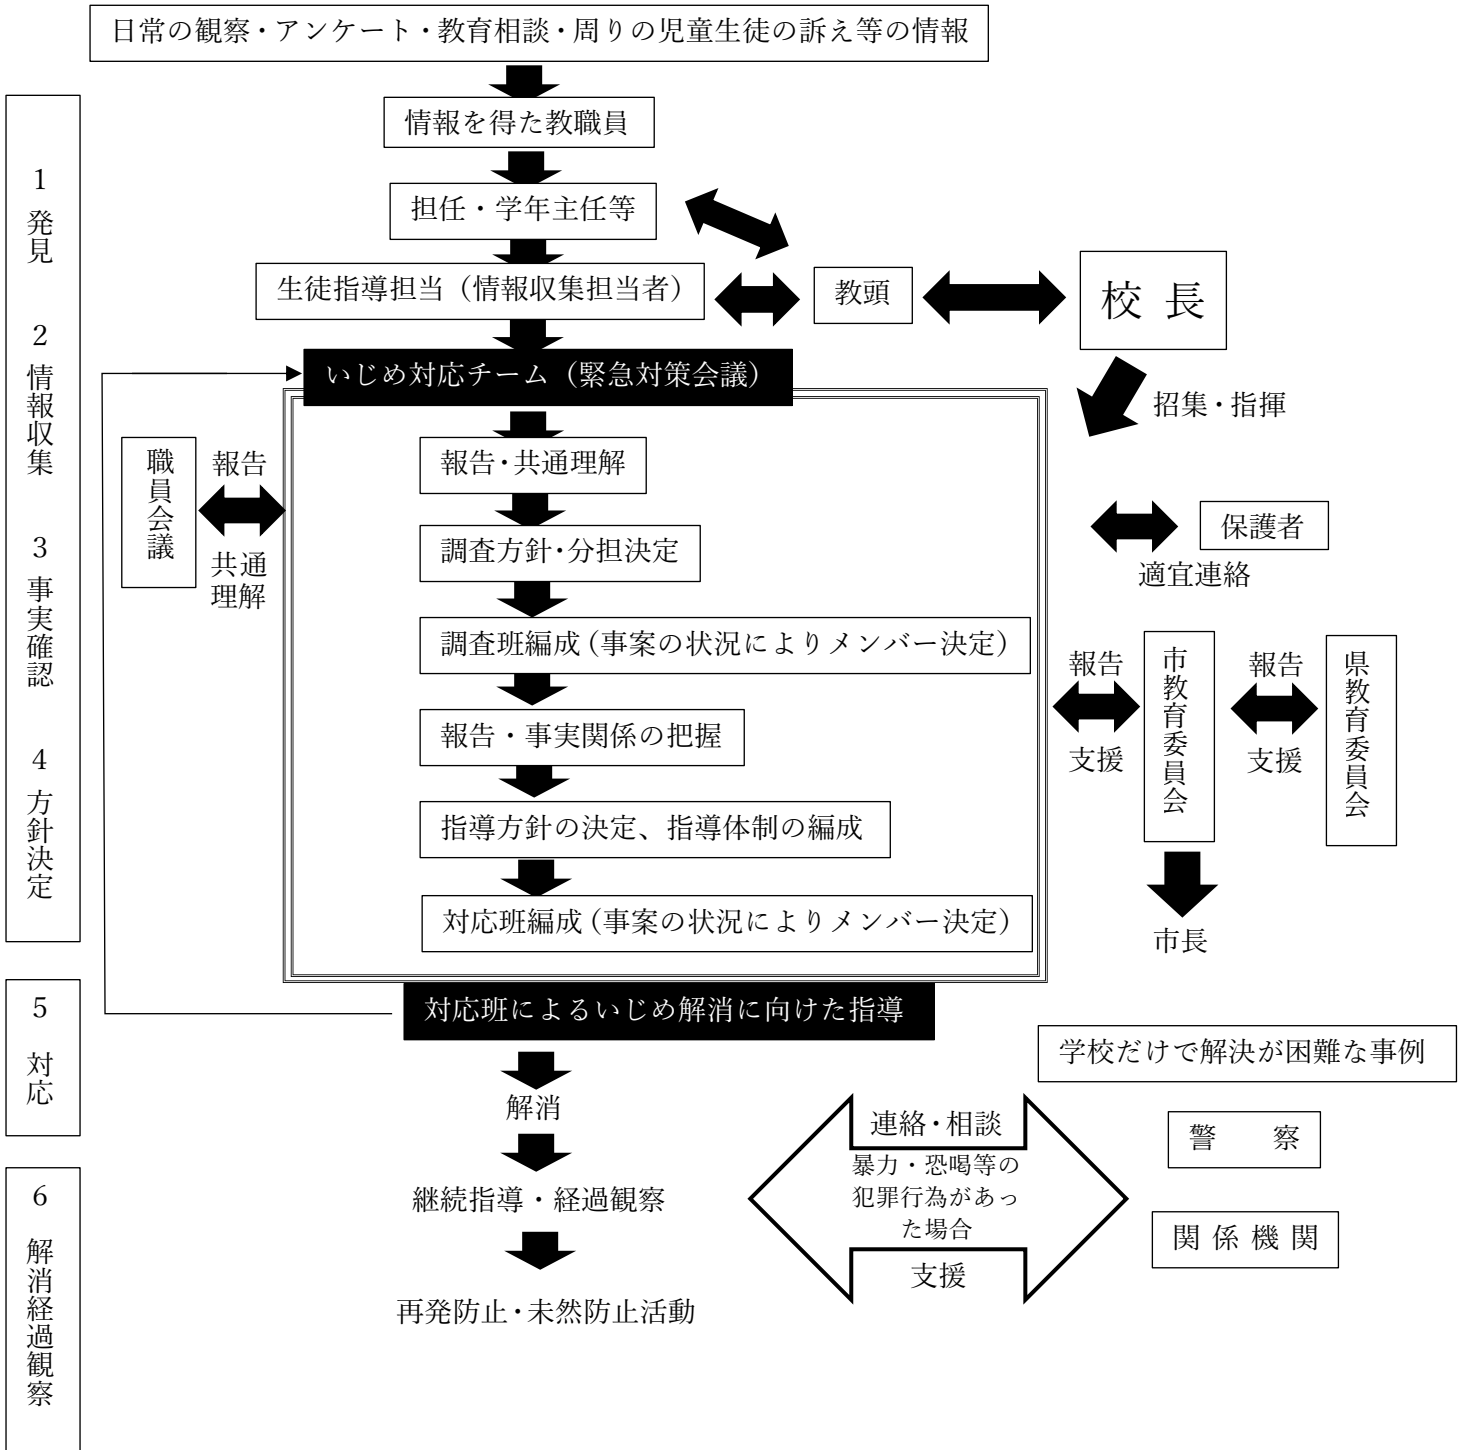 日常の観察・アンケート・教育相談・周りの児童生徒の訴え等の情報
情報を得た教職員
担任・学年主任等
生徒指導担当（情報収集担当者）
教頭
校 長
いじめ対応チーム（緊急対策会議）
招集・指揮
報告・共通理解
職員会議
報告
共通
理解
調査方針・分担決定
保護者
適宜連絡
調査班編成（事案の状況によりメンバー決定）
報告
支援
市教育委員会
報告
支援
県教育委員会
報告・事実関係の把握
指導方針の決定、指導体制の編成
対応班編成（事案の状況によりメンバー決定）
市長
対応班によるいじめ解消に向けた指導
学校だけで解決が困難な事例
解消
連絡・相談
暴力・恐喝等の
犯罪行為があっ
た場合
支援
警　察
関 係 機 関
継続指導・経過観察
再発防止・未然防止活動
1 発見
2 情報収集
3 事実確認
4 方針決定
5 対応
6 解消経過観察